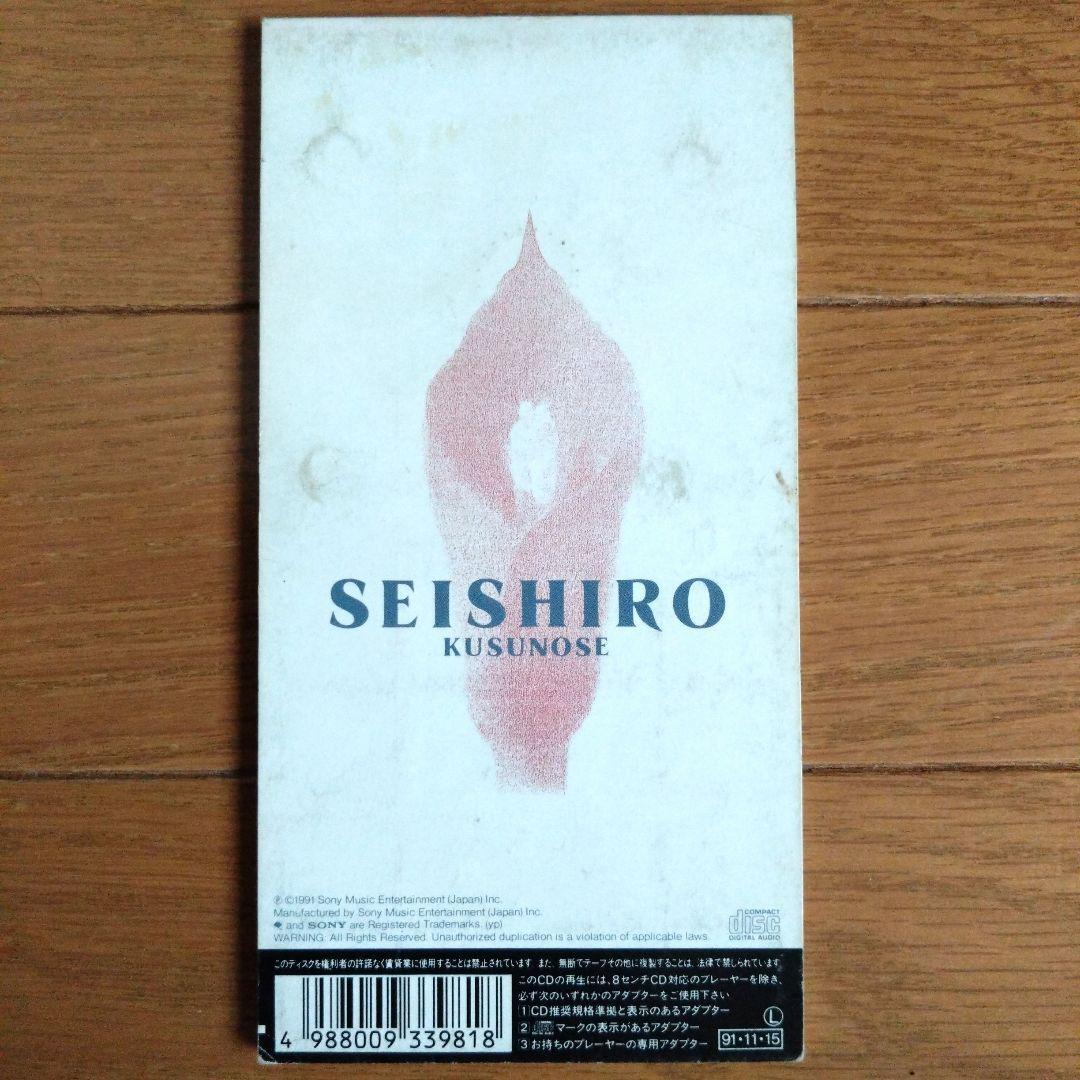 SEISHIRO
KUSUNOSE
℗©1991 Sony Music Entertainment (Japan) Inc.
Manufactured by Sony Music Entertainment (Japan) Inc.
and SONY are Registered Trademarks. (yp)
WARNING: All Rights Reserved. Unauthorized duplication is a violation of applicable laws.
COMPACT
disc
DIGITAL AUDIO
このディスクを権利者の許諾なく賃貸業に使用することは禁止されています。また、無断でテープその他に複製することは、法律で禁じられています。
このCDの再生には、8センチCD対応のプレーヤーを除き、
必ず次のいずれかのアダプターをご使用下さい
1 CD推奨規格準拠と表示のあるアダプター
2 マークの表示があるアダプター
3 お持ちのプレーヤーの専用アダプター
L
91・11・15
4 988009 339818